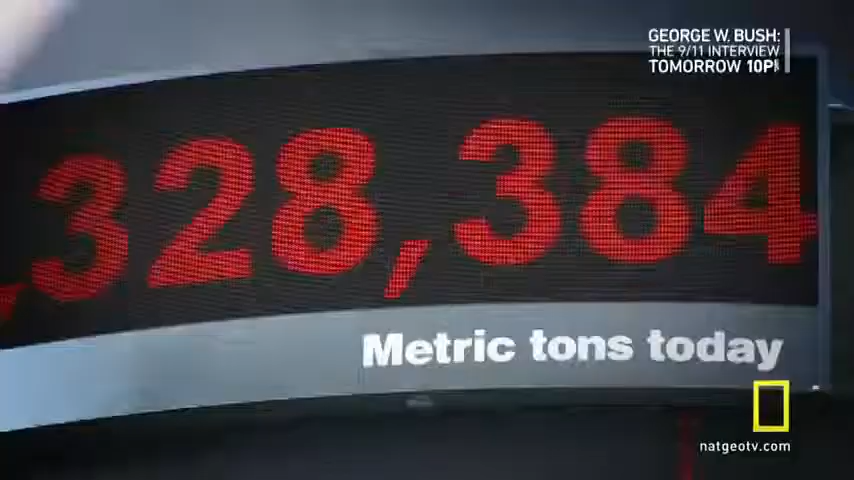 GEORGE W. BUSH:
THE 9/11 INTERVIEW
TOMORROW 10P
,328,384
Metric tons today
natgeotv.com